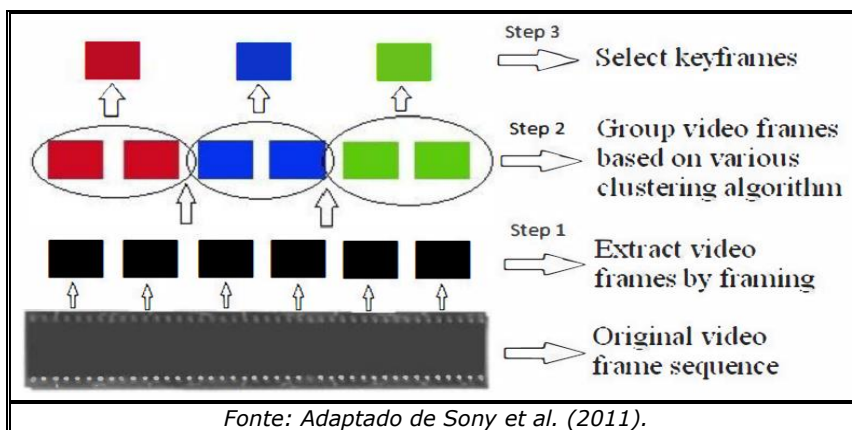 Step 3
Select keyframes
Step 2
Group video frames
based on various
clustering algorithm
Step 1
Extract video
frames by framing
Original video
frame sequence
Fonte: Adaptado de Sony et al. (2011).